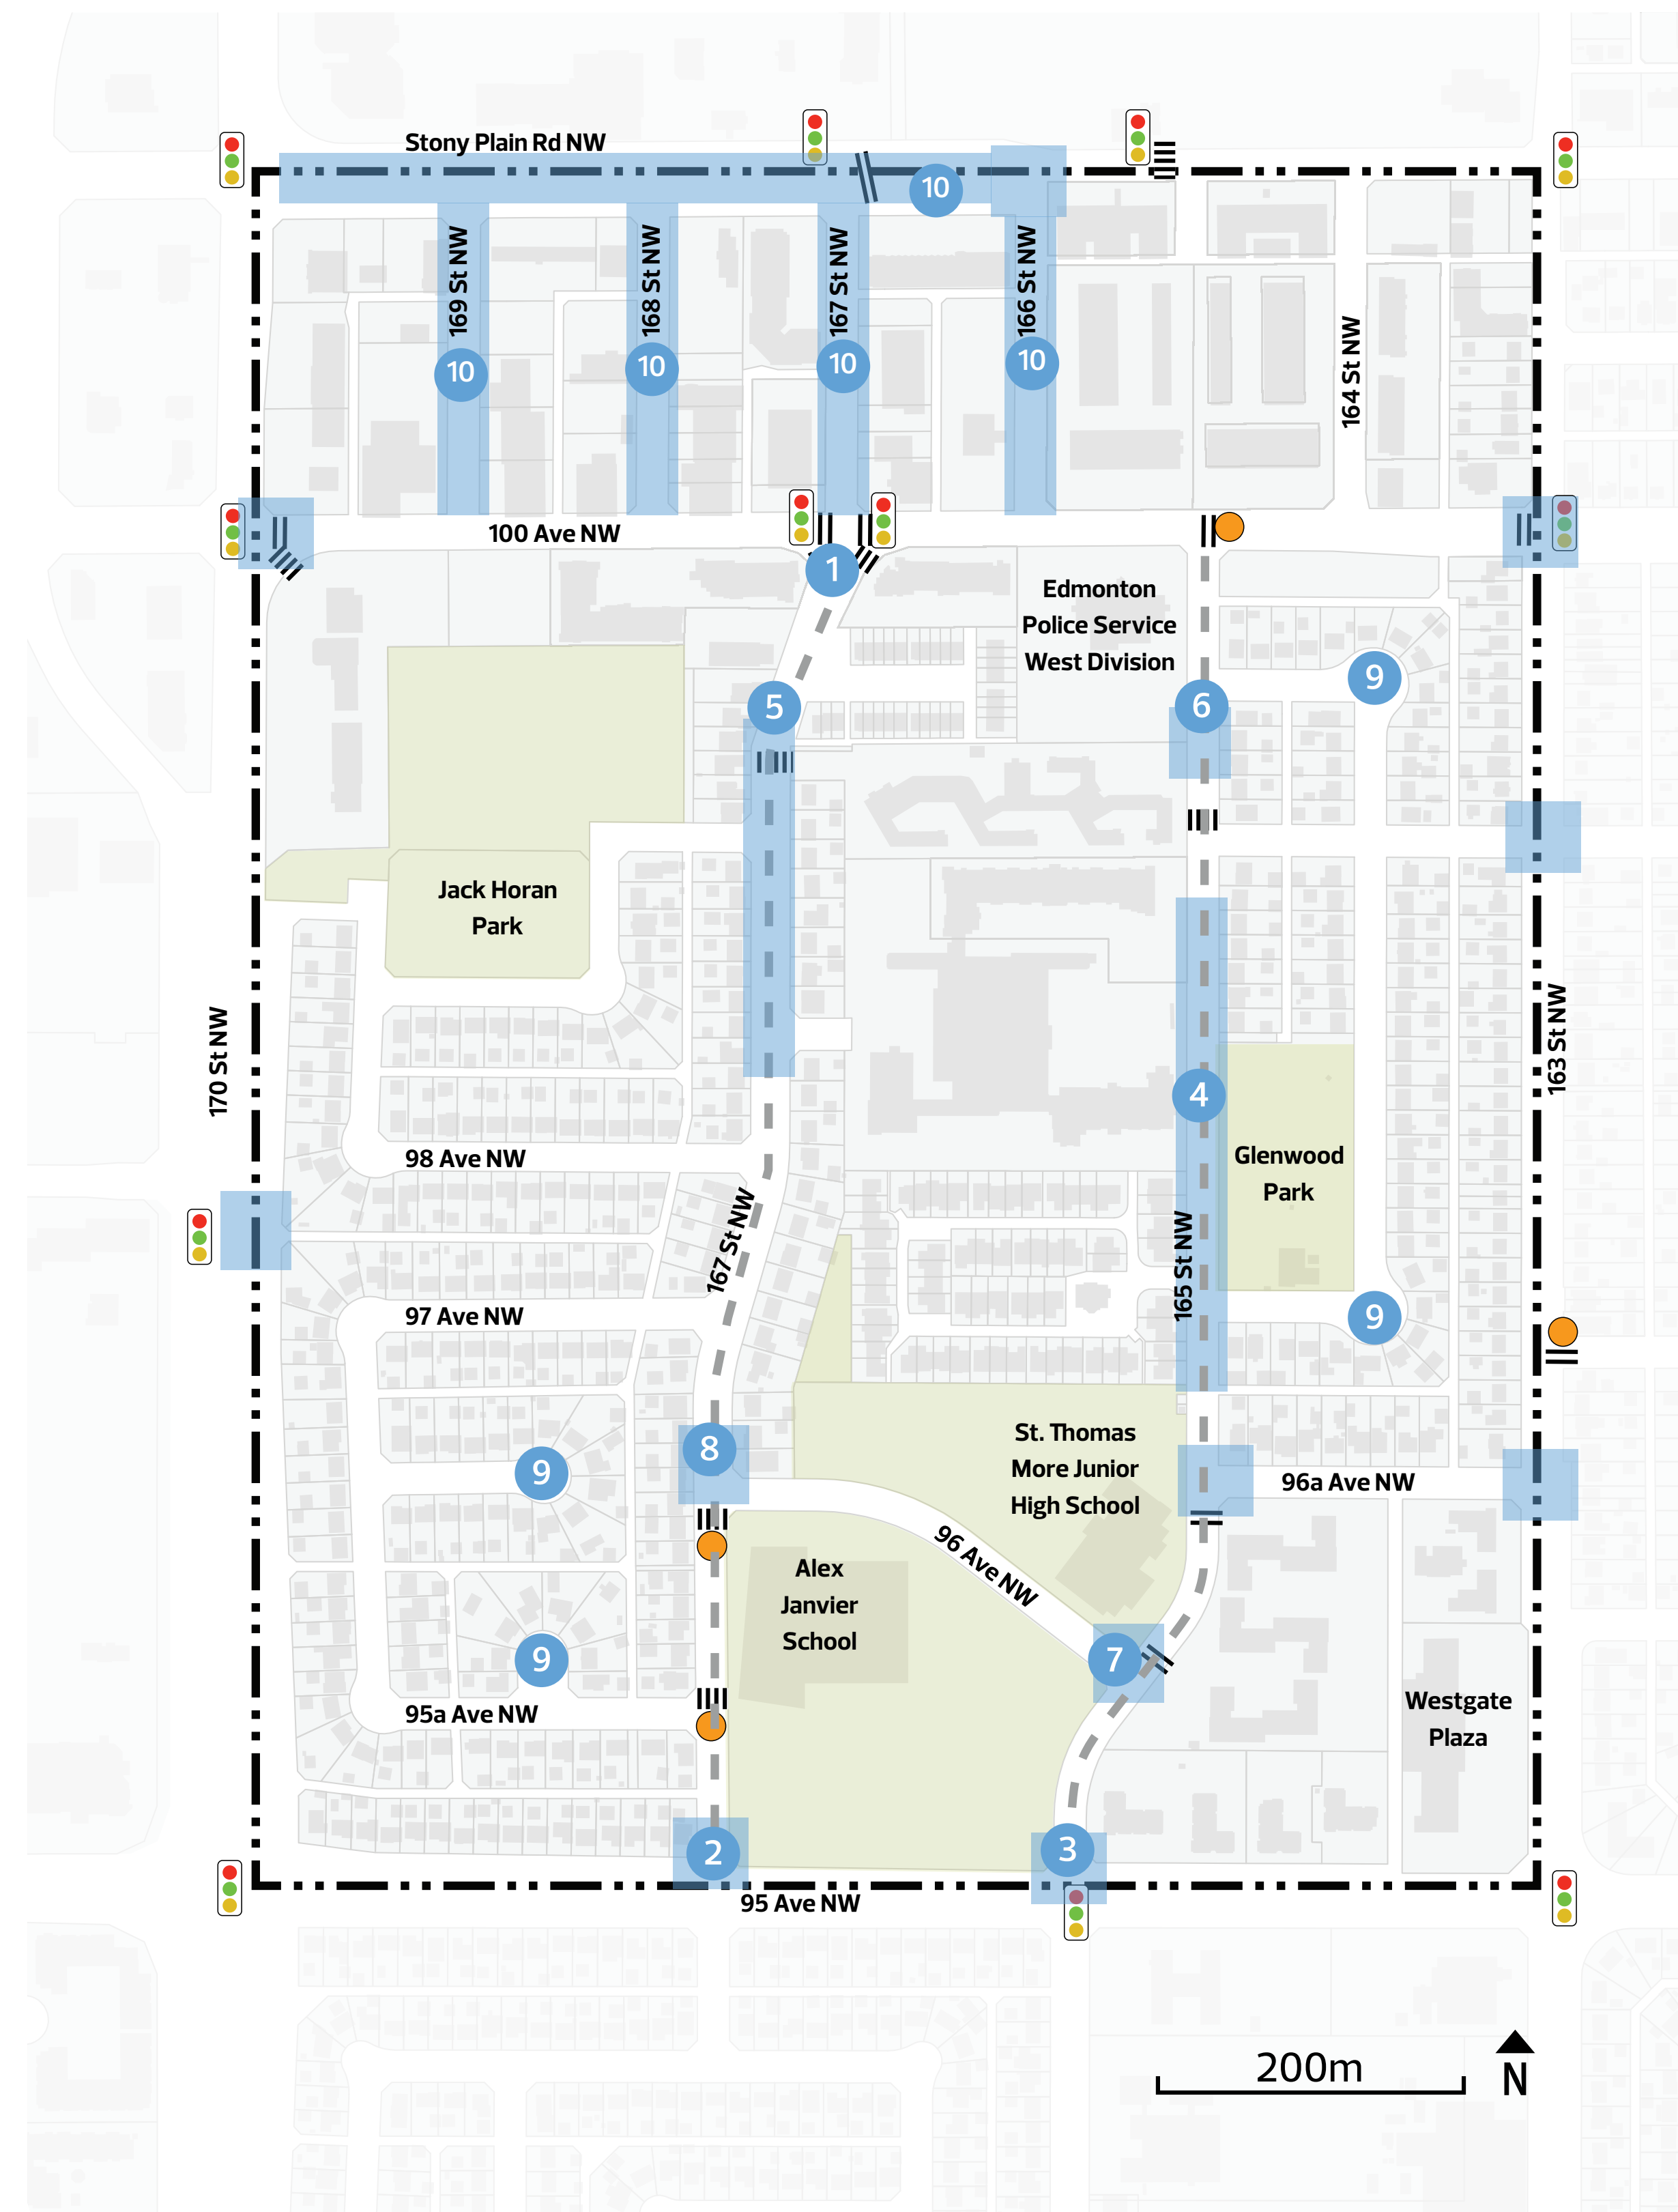 Stony Plain Rd NW
10
169 St NW
168 St NW
167 St NW
166 St NW
164 St NW
10
10
10
10
100 Ave NW
1
Edmonton
Police Service
West Division
9
5
6
Jack Horan
Park
170 St NW
163 St NW
4
98 Ave NW
Glenwood
Park
167 St NW
165 St NW
97 Ave NW
9
8
St. Thomas
More Junior
High School
9
96a Ave NW
96 Ave NW
Alex
Janvier
School
9
7
95a Ave NW
Westgate
Plaza
2
3
95 Ave NW
200m
N